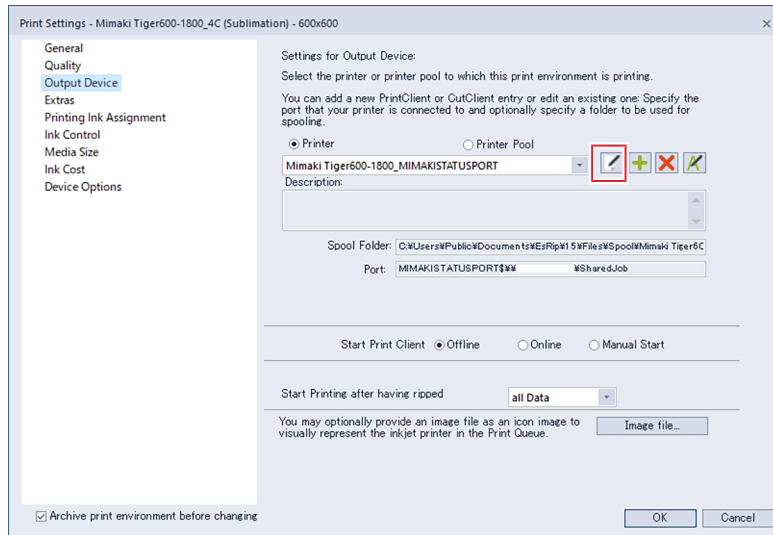 Print Settings - Mimaki Tiger600-1800_4C (Sublimation) - 600x600
General
Quality
Output Device
Extras
Printing Ink Assignment
Ink Control
Media Size
Ink Cost
Device Options
Settings for Output Device:
Select the printer or printer pool to which this print environment is printing.
You can add a new PrintClient or CutClient entry or edit an existing one: Specify the
port that your printer is connected to and optionally specify a folder to be used for
spooling.
Printer
Printer Pool
Mimaki Tiger600-1800_MIMAKISTATUSPORT
Description:
Spool Folder: C:¥Users¥Public¥Documents¥EsRip¥15¥Files¥Spool¥Mimaki Tiger60
Port: MIMAKISTATUSPORT$¥¥ ¥SharedJob
Start Print Client Offline Online Manual Start
Start Printing after having ripped all Data
You may optionally provide an image file as an icon image to
visually represent the inkjet printer in the Print Queue.
Image file...
Archive print environment before changing
OK
Cancel